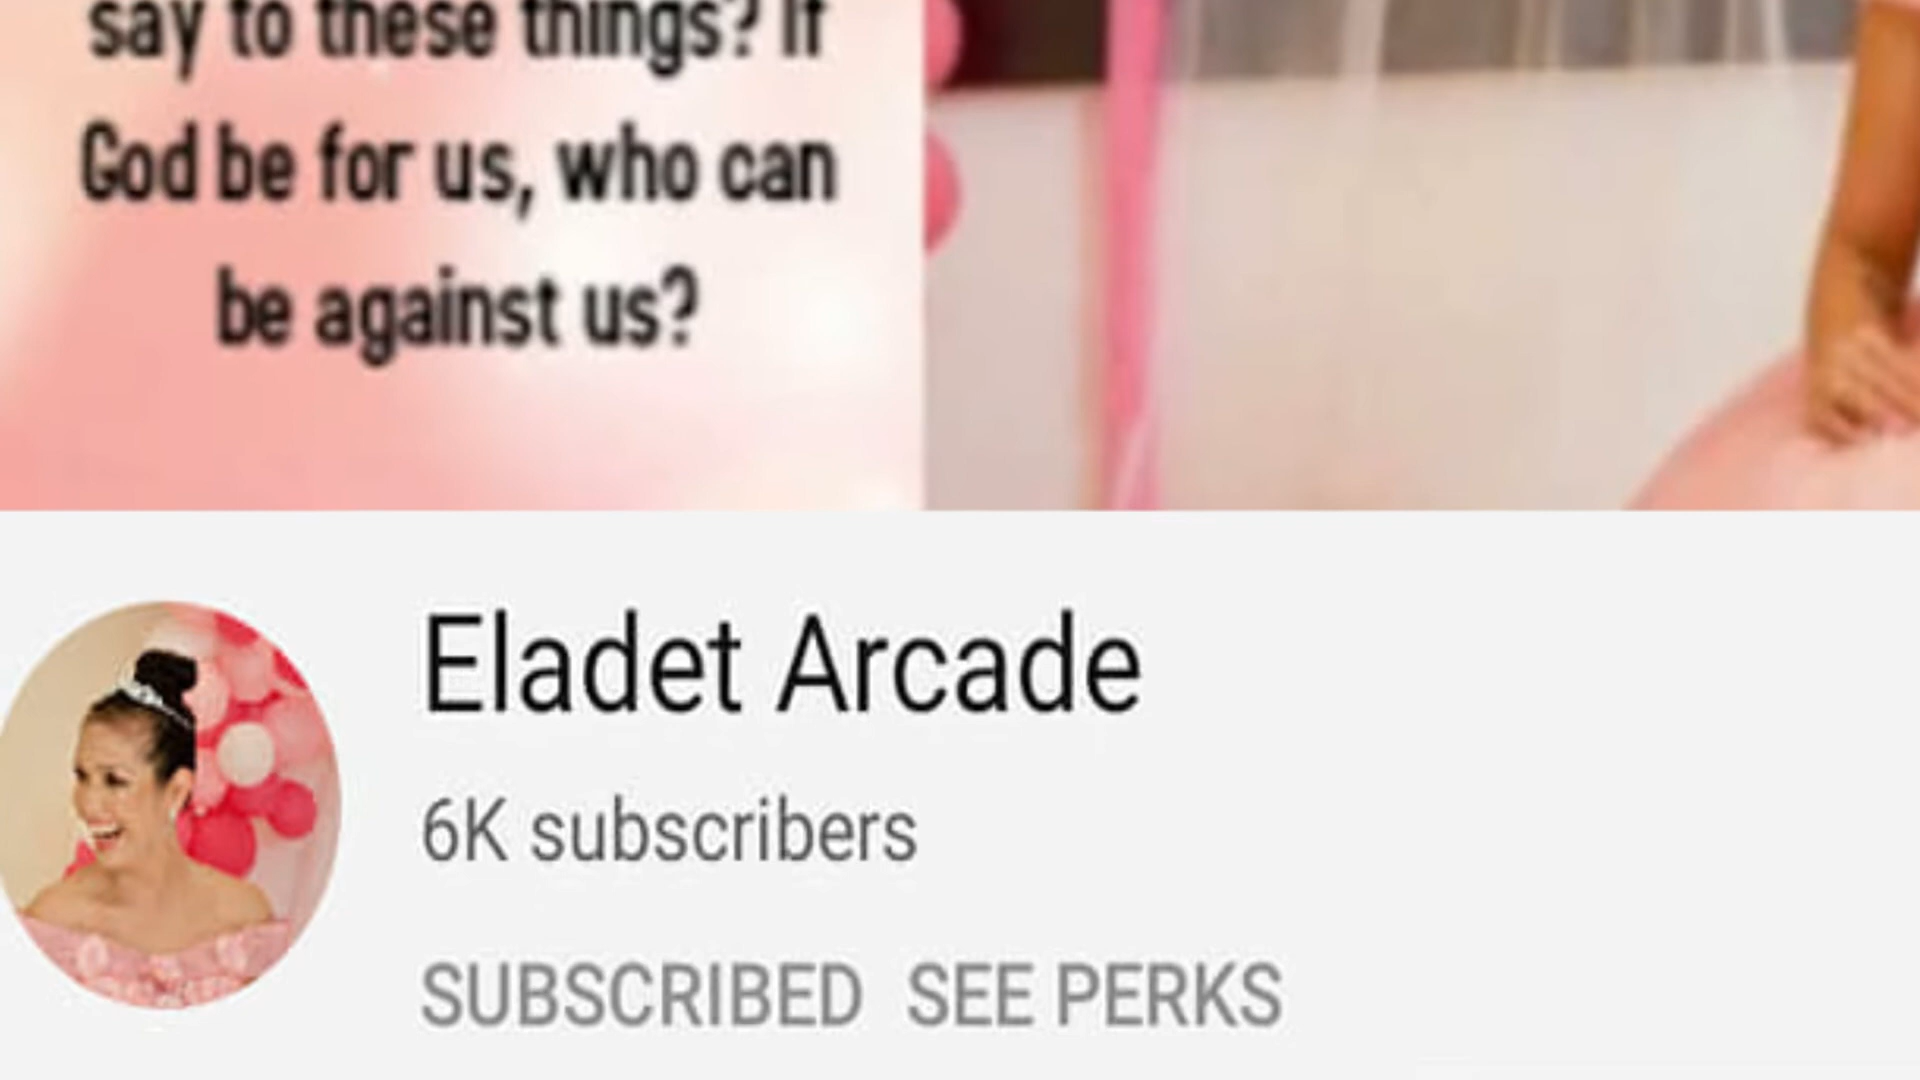 say to these things? If
God be for us, who can
be against us?
Eladet Arcade
6K subscribers
SUBSCRIBED SEE PERKS